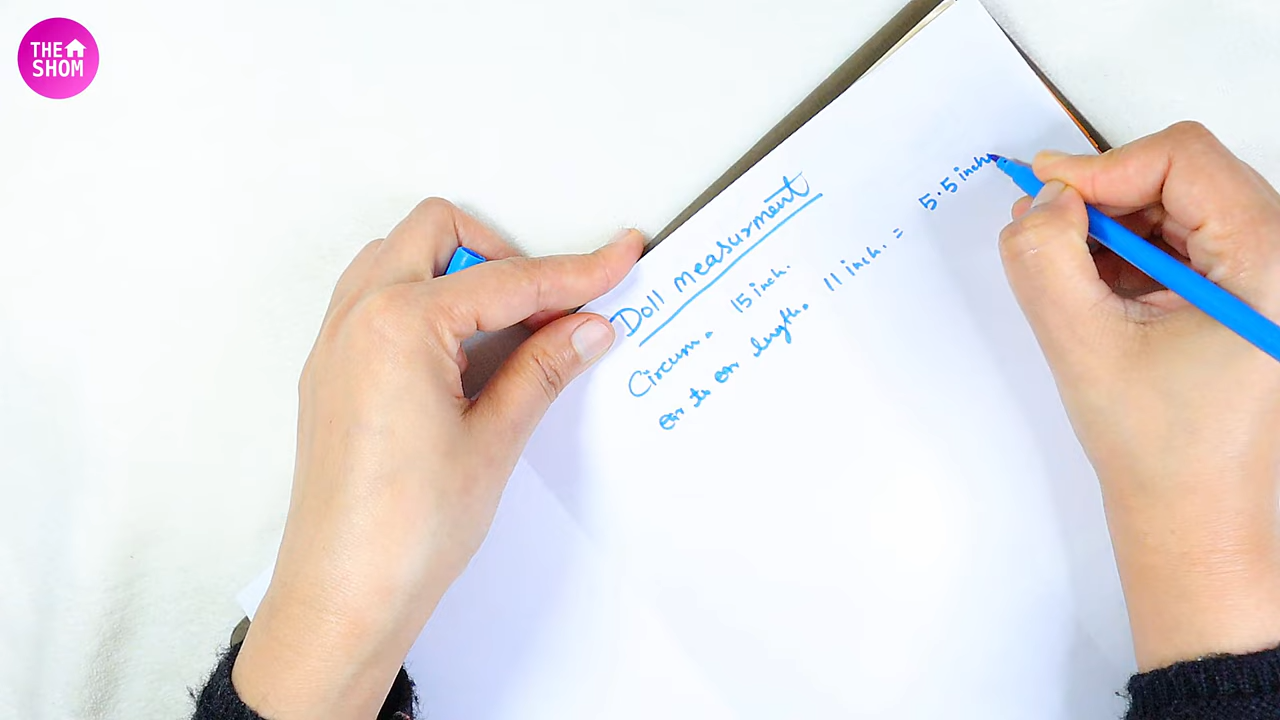 THE
SHOM
Doll measurment
Circum. 15 inch.
ear to ear length. 11 inch. = 5.5 inch